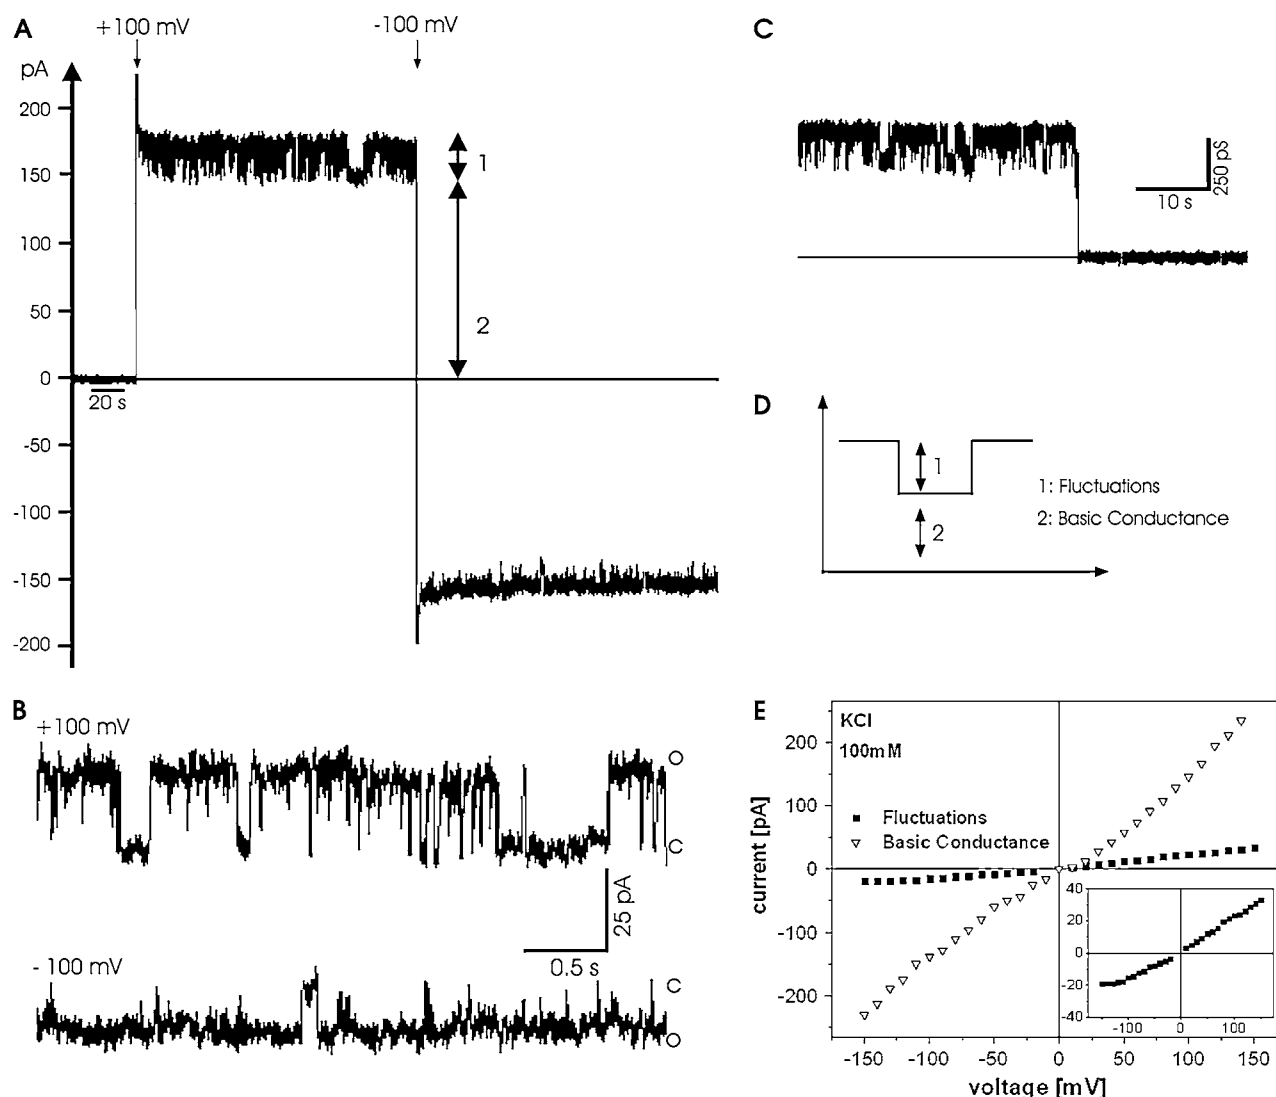 A
+100 mV
-100 mV
pA
200
150
100
50
0
-50
-100
-150
-200
20 s
1
2
C
10 s
250 pS
D
1
2
1: Fluctuations
2: Basic Conductance
B
+100 mV
O
C
25 pA
0.5 s
- 100 mV
C
O
E
KCl
100mM
Fluctuations
Basic Conductance
current [pA]
200
100
0
-100
-200
-150
-100
-50
0
50
100
150
voltage [mV]
40
20
0
-20
-40
-100
0
100